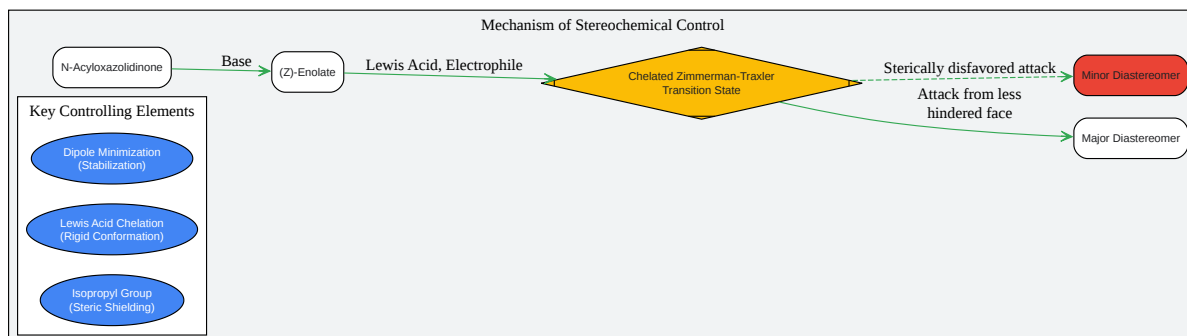 Mechanism of Stereochemical Control
N-Acyloxazolidinone
Base
(Z)-Enolate
Lewis Acid, Electrophile
Chelated Zimmerman-Traxler
Transition State
Sterically disfavored attack
Minor Diastereomer
Attack from less
hindered face
Major Diastereomer
Key Controlling Elements
Dipole Minimization
(Stabilization)
Lewis Acid Chelation
(Rigid Conformation)
Isopropyl Group
(Steric Shielding)